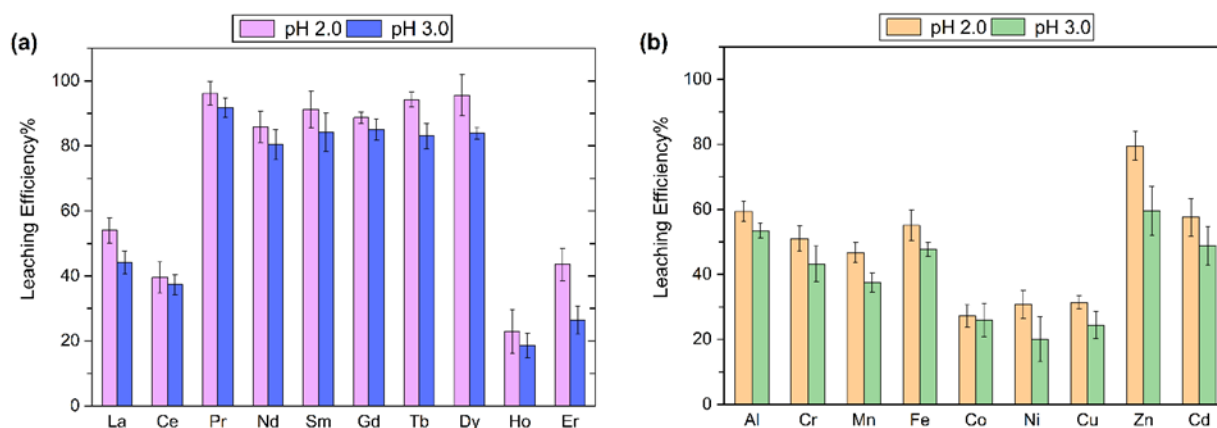 (a)
pH 2.0 pH 3.0
Leaching Efficiency%
100
80
60
40
20
0
La Ce Pr Nd Sm Gd Tb Dy Ho Er
(b)
pH 2.0 pH 3.0
Leaching Efficiency%
100
80
60
40
20
0
Al Cr Mn Fe Co Ni Cu Zn Cd